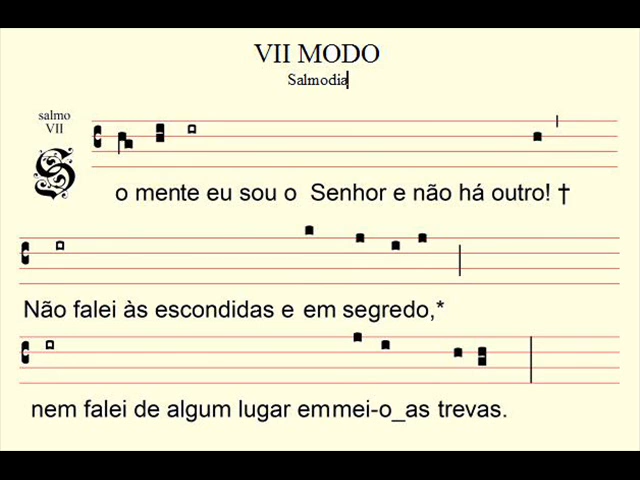 VII MODO
Salmodia
salmo
VII
S
o mente eu sou o Senhor e não há outro! †
Não falei às escondidas e em segredo,*
nem falei de algum lugar emmei-o_as trevas.